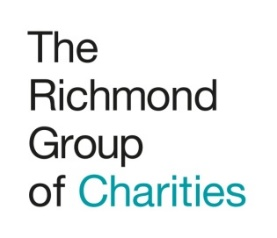 The
Richmond
Group
of Charities